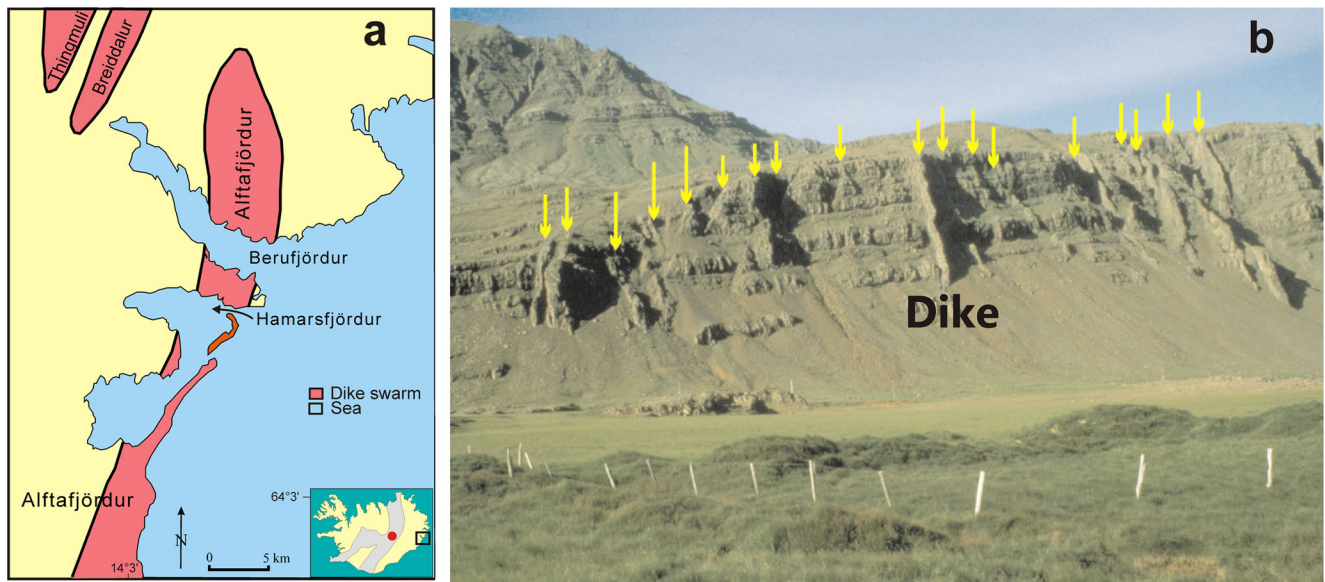 a
Thingmuli
Breiddalur
Alftafjördur
Berufjördur
Hamarsfjördur
Dike swarm
Sea
Alftafjördur
64°3'
N
0 5 km
14°3'
b
Dike